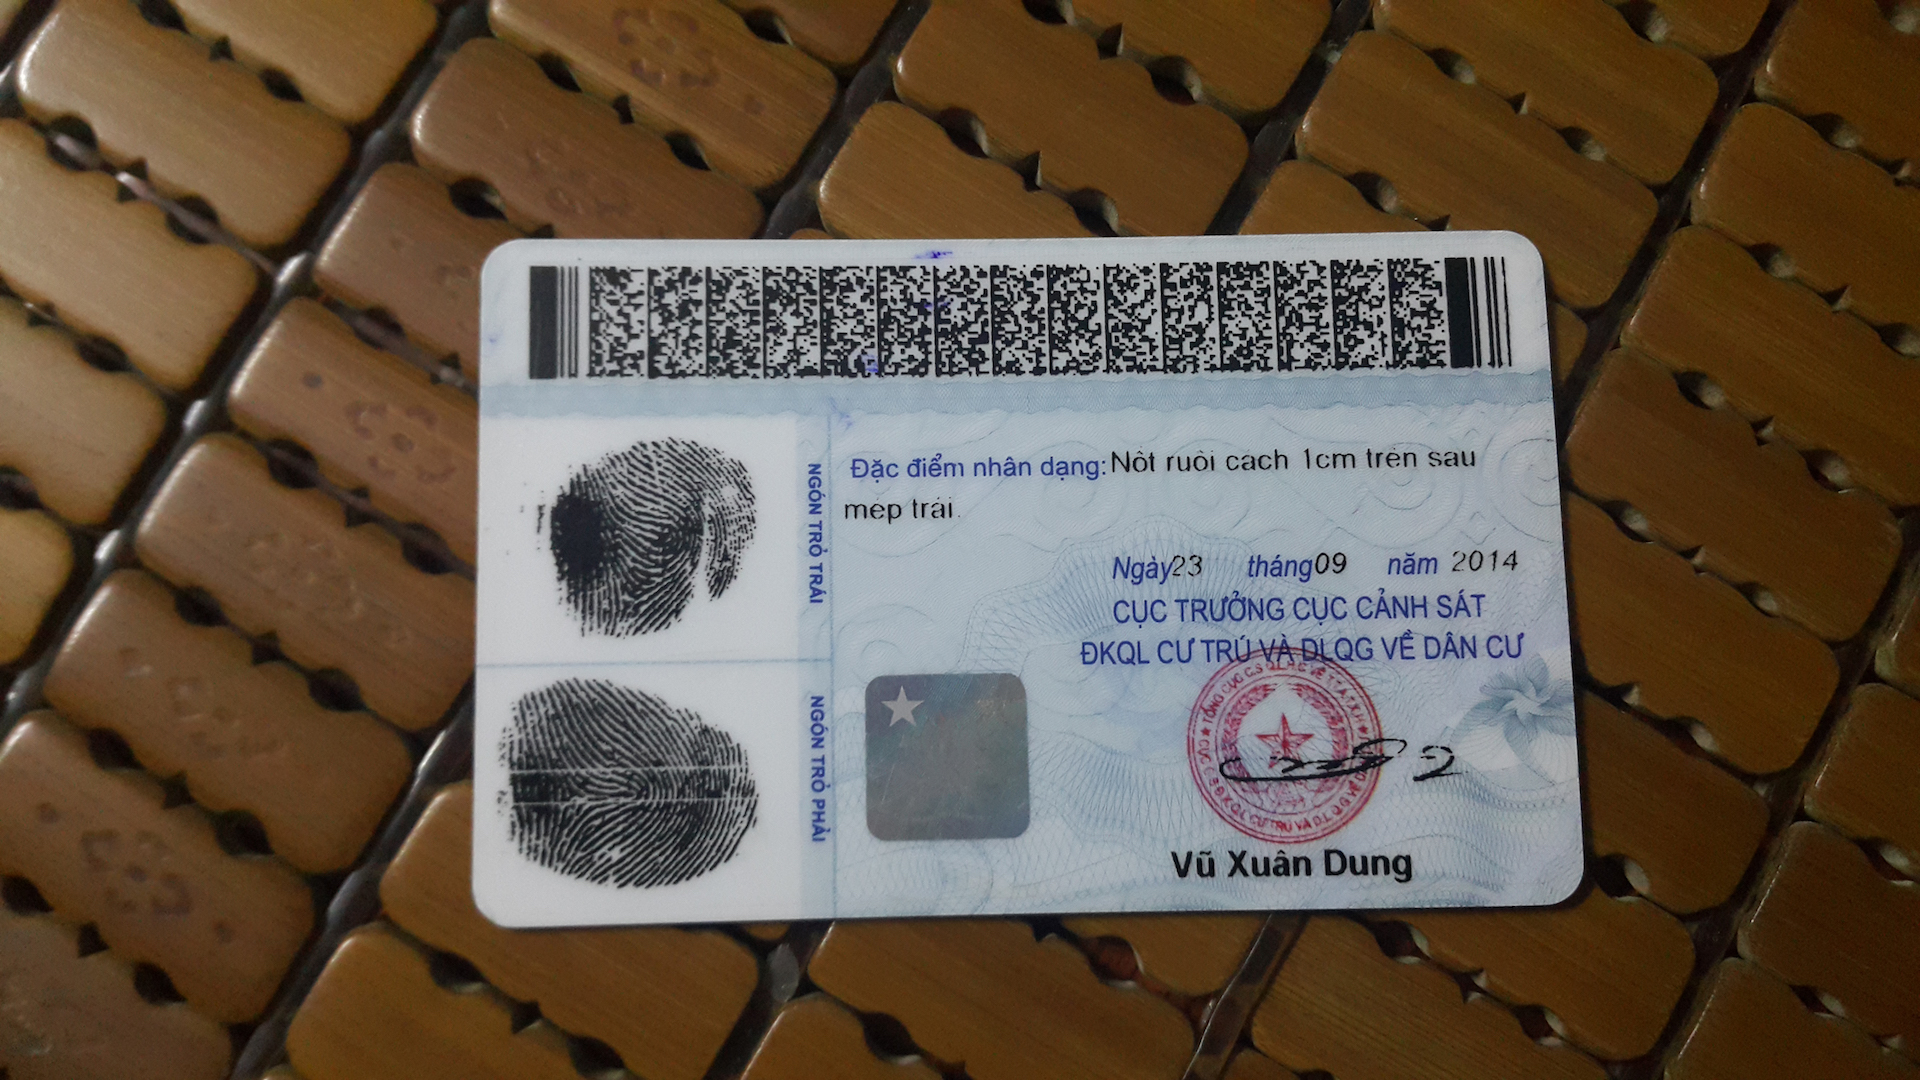 Đặc điểm nhân dạng: Nốt ruồi cách 1cm trên sau
mép trái.
Ngày 23 tháng 09 năm 2014
CỤC TRƯỞNG CỤC CẢNH SÁT
ĐKQL CƯ TRÚ VÀ DLQG VỀ DÂN CƯ
NGÓN TRỎ TRÁI
NGÓN TRỎ PHẢI
Vũ Xuân Dung